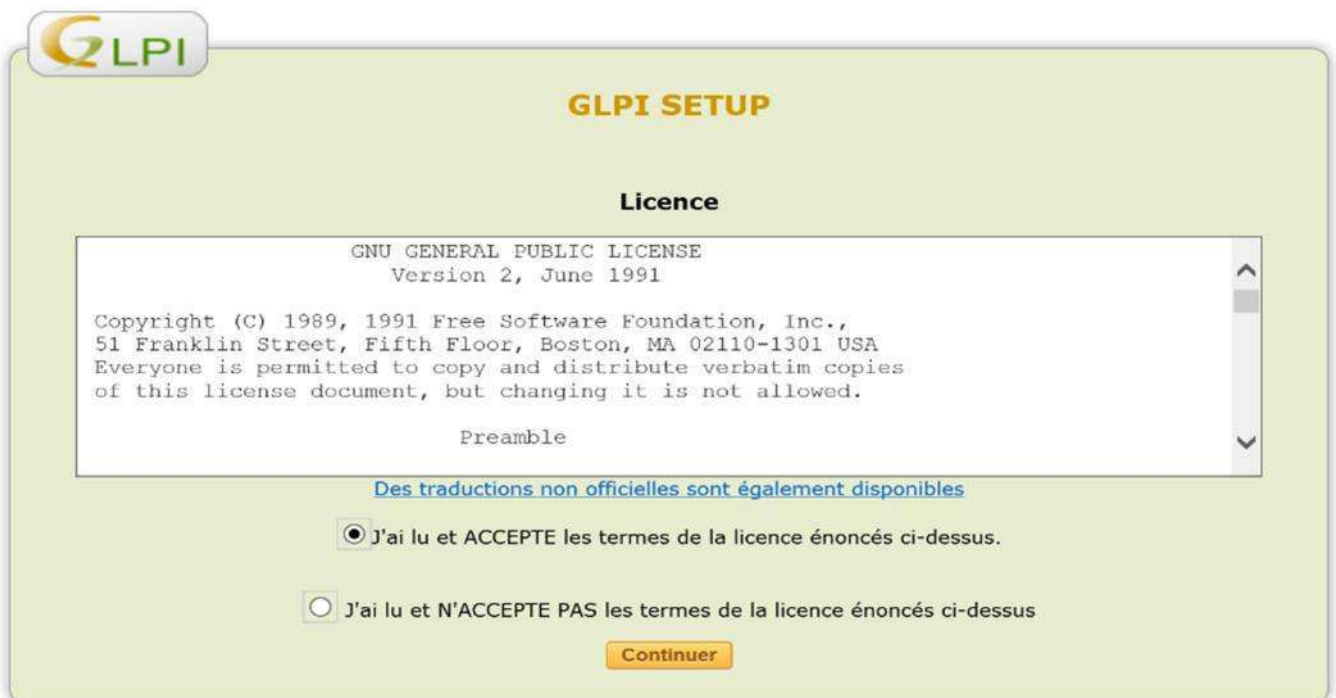 GLPI
GLPI SETUP
Licence
GNU GENERAL PUBLIC LICENSE
Version 2, June 1991
Copyright (C) 1989, 1991 Free Software Foundation, Inc.,
51 Franklin Street, Fifth Floor, Boston, MA 02110-1301 USA
Everyone is permitted to copy and distribute verbatim copies
of this license document, but changing it is not allowed.
Preamble
Des traductions non officielles sont également disponibles
J'ai lu et ACCEPTE les termes de la licence énoncés ci-dessus.
J'ai lu et N'ACCEPTE PAS les termes de la licence énoncés ci-dessus
Continuer